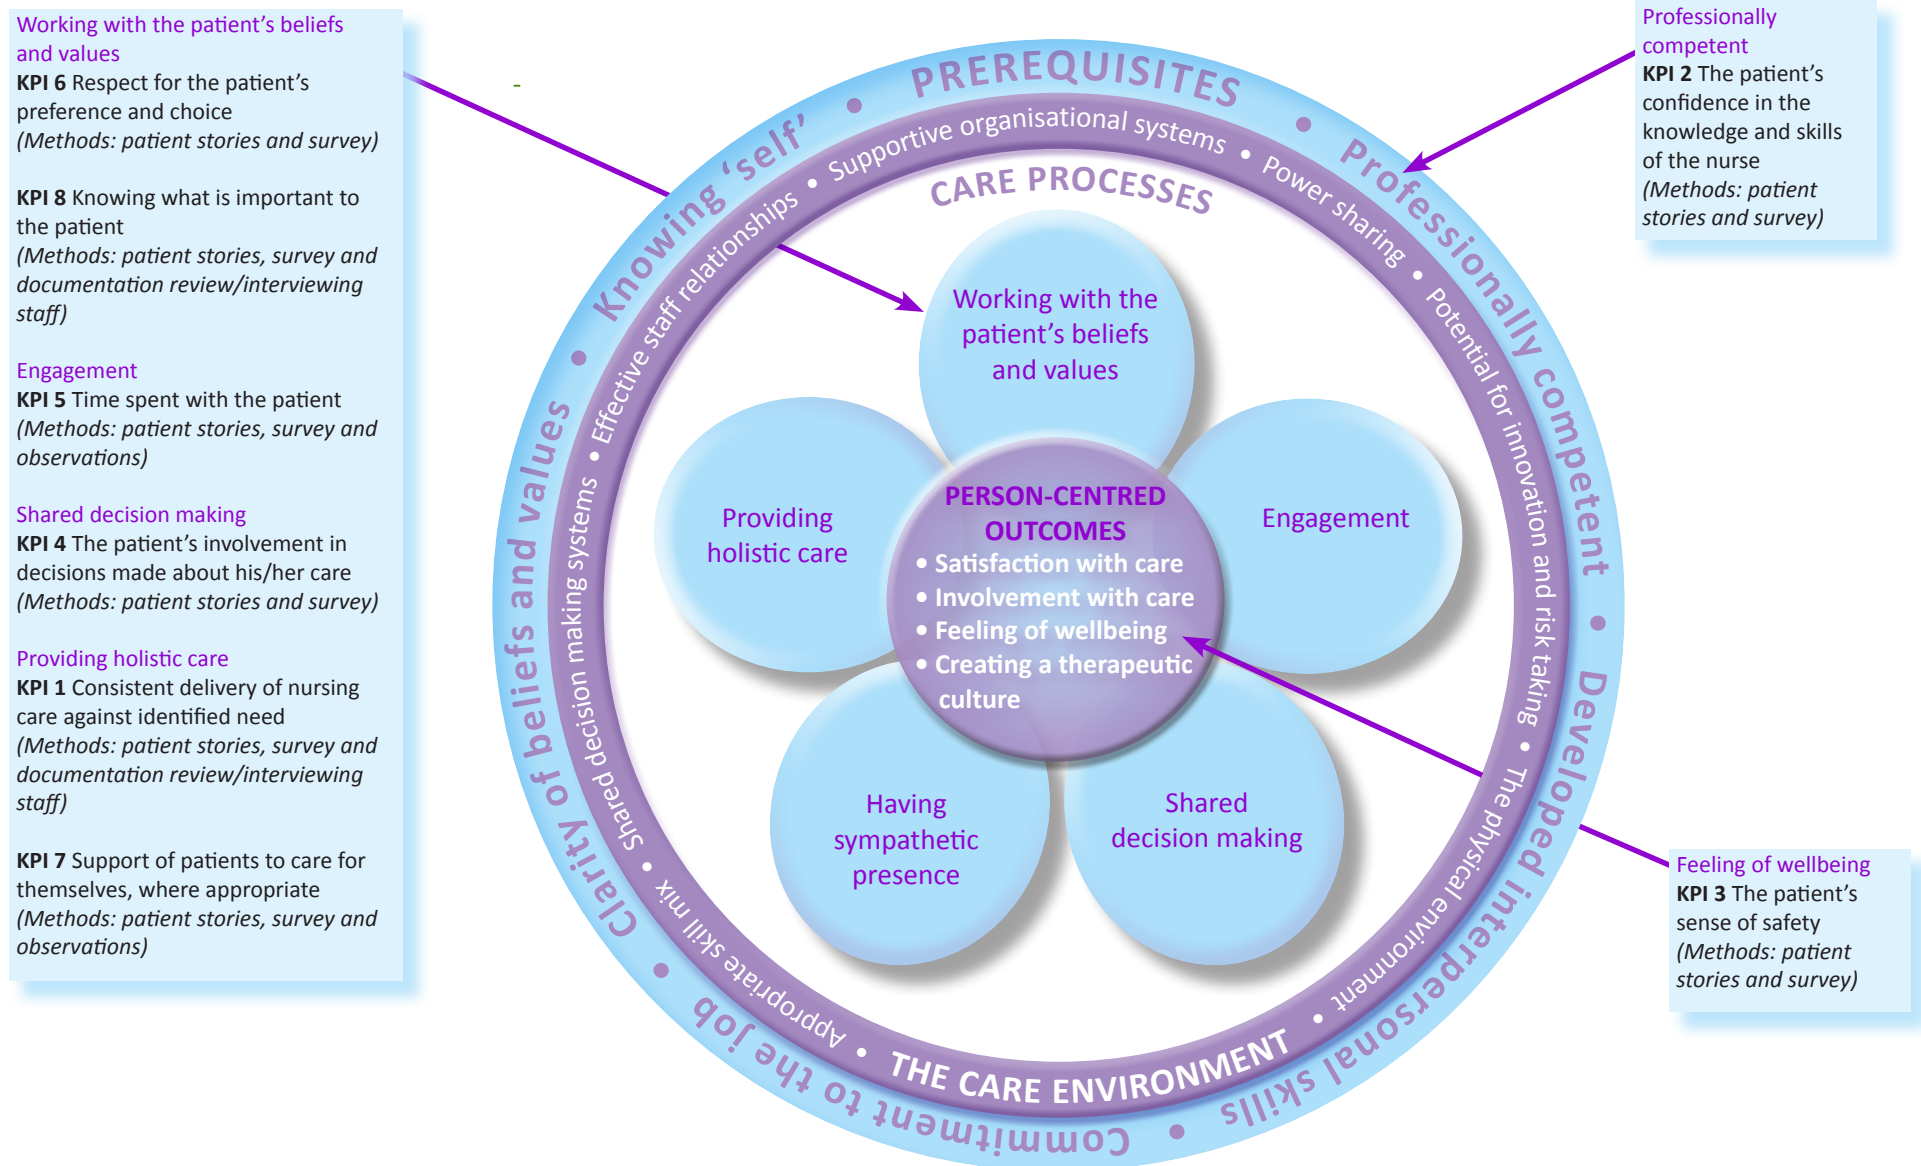 Working with the patient’s beliefs
and values
KPI 6 Respect for the patient’s
preference and choice
(Methods: patient stories and survey)
KPI 8 Knowing what is important to
the patient
(Methods: patient stories, survey and
documentation review/interviewing
staff)
Engagement
KPI 5 Time spent with the patient
(Methods: patient stories, survey and
observations)
Shared decision making
KPI 4 The patient’s involvement in
decisions made about his/her care
(Methods: patient stories and survey)
Providing holistic care
KPI 1 Consistent delivery of nursing
care against identified need
(Methods: patient stories, survey and
documentation review/interviewing
staff)
KPI 7 Support of patients to care for
themselves, where appropriate
(Methods: patient stories, survey and
observations)
-
PREREQUISITES • Professionally competent • Developed interpersonal skills • Commitment to the job • Clarity of beliefs and values • Knowing ‘self’ •
THE CARE ENVIRONMENT • Appropriate skill mix • Shared decision making systems • Effective staff relationships • Supportive organisational systems • Power sharing • Potential for innovation and risk taking • The physical environment •
CARE PROCESSES
Working with the
patient’s beliefs
and values
Engagement
Shared
decision making
Having
sympathetic
presence
Providing
holistic care
PERSON-CENTRED
OUTCOMES
• Satisfaction with care
• Involvement with care
• Feeling of wellbeing
• Creating a therapeutic
culture
Professionally
competent
KPI 2 The patient’s
confidence in the
knowledge and skills
of the nurse
(Methods: patient
stories and survey)
Feeling of wellbeing
KPI 3 The patient’s
sense of safety
(Methods: patient
stories and survey)